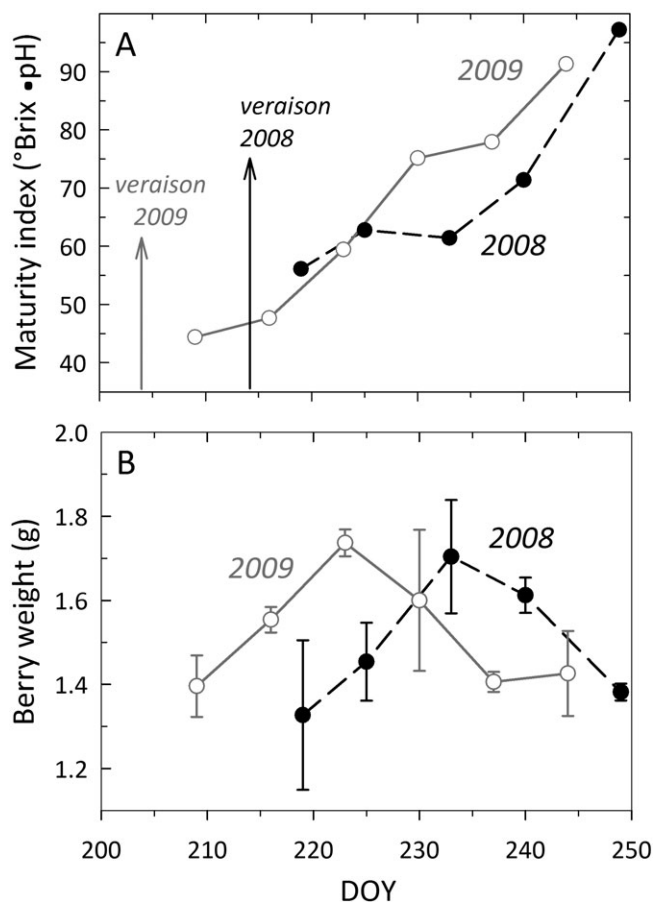 A
Maturity index (°Brix •pH)
90
80
70
60
50
40
2009
veraison
2008
veraison
2009
2008
B
Berry weight (g)
2.0
1.8
1.6
1.4
1.2
2009
2008
200 210 220 230 240 250
DOY